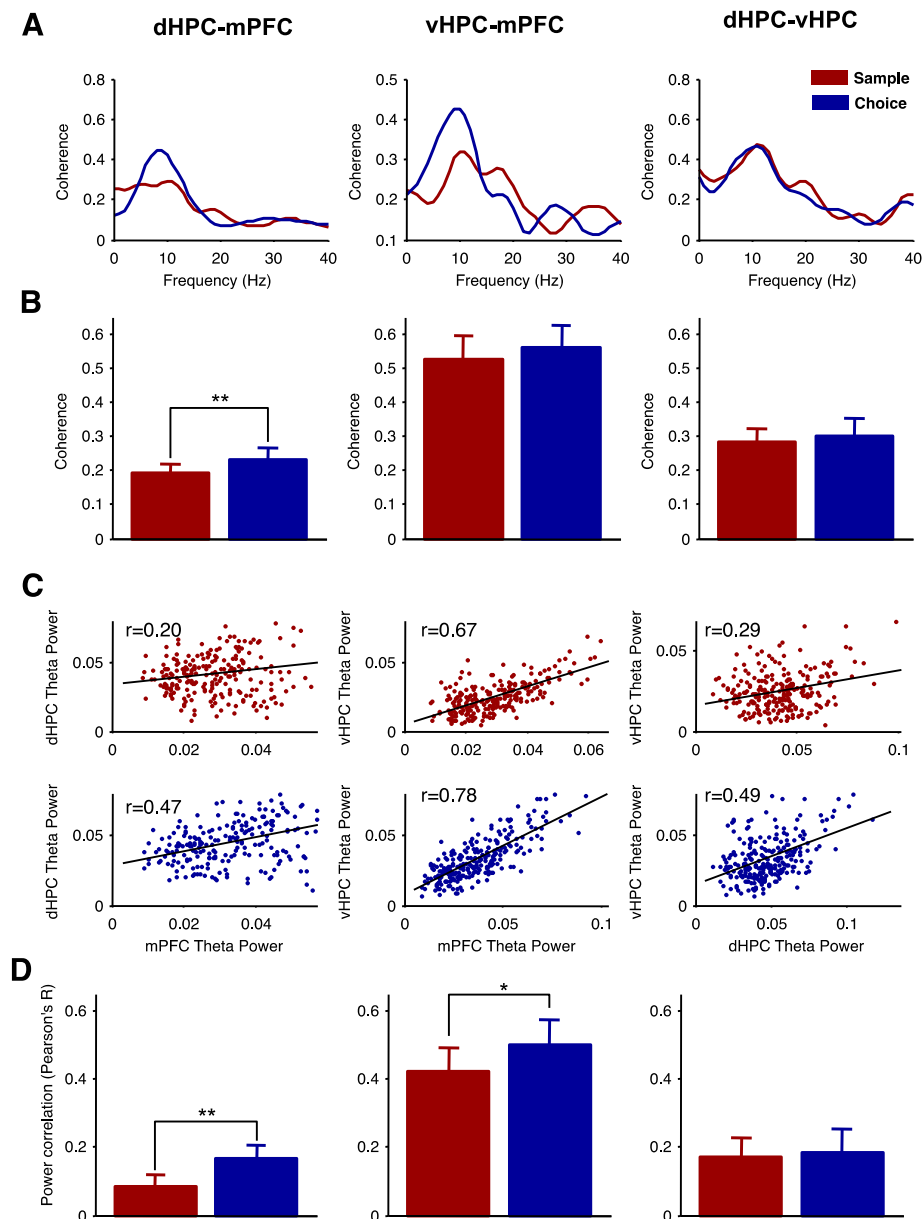 A
dHPC-mPFC
vHPC-mPFC
dHPC-vHPC
Sample
Choice
Coherence
0.8
0.6
0.4
0.2
0
0 10 20 30 40
Frequency (Hz)
Coherence
0.5
0.3
0.2
0.1
0 10 20 30 40
Frequency (Hz)
Coherence
0.8
0.6
0.4
0.2
0
0 10 20 30 40
Frequency (Hz)
B
Coherence
0.6
0.5
0.4
0.3
0.2
0.1
0
**
Coherence
0.6
0.5
0.4
0.3
0.2
0.1
0
Coherence
0.6
0.5
0.4
0.3
0.2
0.1
0
C
dHPC Theta Power
r=0.20
0.05
0
0 0.02 0.04
vHPC Theta Power
r=0.67
0.05
0
0 0.02 0.04 0.06
vHPC Theta Power
r=0.29
0.05
0
0 0.05 0.1
dHPC Theta Power
r=0.47
0.05
0
0 0.02 0.04
mPFC Theta Power
vHPC Theta Power
r=0.78
0.05
0
0 0.05 0.1
mPFC Theta Power
vHPC Theta Power
r=0.49
0.05
0
0 0.05 0.1
dHPC Theta Power
D
Power correlation (Pearson's R)
0.6
0.4
0.2
0
**
0.6
0.4
0.2
0
*
0.6
0.4
0.2
0